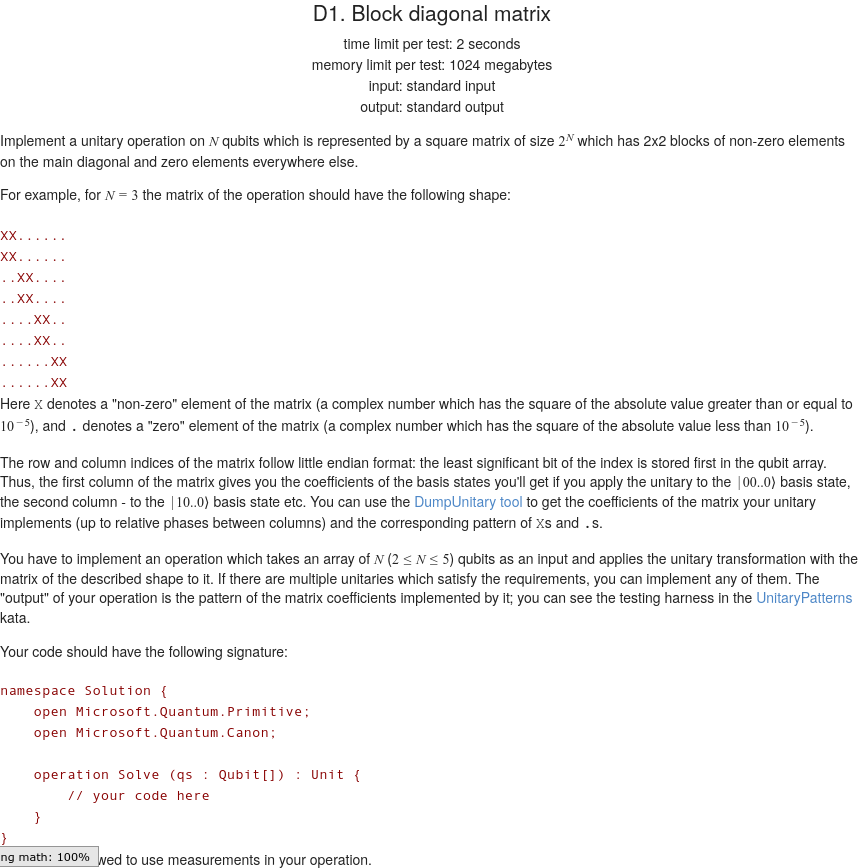 D1. Block diagonal matrix
time limit per test: 2 seconds
memory limit per test: 1024 megabytes
input: standard input
output: standard output
Implement a unitary operation on N qubits which is represented by a square matrix of size 2^N which has 2x2 blocks of non-zero elements
on the main diagonal and zero elements everywhere else.
For example, for N = 3 the matrix of the operation should have the following shape:
XX......
XX......
..XX....
..XX....
....XX..
....XX..
......XX
......XX
Here X denotes a "non-zero" element of the matrix (a complex number which has the square of the absolute value greater than or equal to
10^−5), and . denotes a "zero" element of the matrix (a complex number which has the square of the absolute value less than 10^−5).
The row and column indices of the matrix follow little endian format: the least significant bit of the index is stored first in the qubit array.
Thus, the first column of the matrix gives you the coefficients of the basis states you'll get if you apply the unitary to the |00..0⟩ basis state,
the second column - to the |10..0⟩ basis state etc. You can use the DumpUnitary tool to get the coefficients of the matrix your unitary
implements (up to relative phases between columns) and the corresponding pattern of Xs and .s.
You have to implement an operation which takes an array of N (2 ≤ N ≤ 5) qubits as an input and applies the unitary transformation with the
matrix of the described shape to it. If there are multiple unitaries which satisfy the requirements, you can implement any of them. The
"output" of your operation is the pattern of the matrix coefficients implemented by it; you can see the testing harness in the UnitaryPatterns
kata.
Your code should have the following signature:
namespace Solution {
    open Microsoft.Quantum.Primitive;
    open Microsoft.Quantum.Canon;
    operation Solve (qs : Qubit[]) : Unit {
        // your code here
    }
}
ng math: 100%
wed to use measurements in your operation.